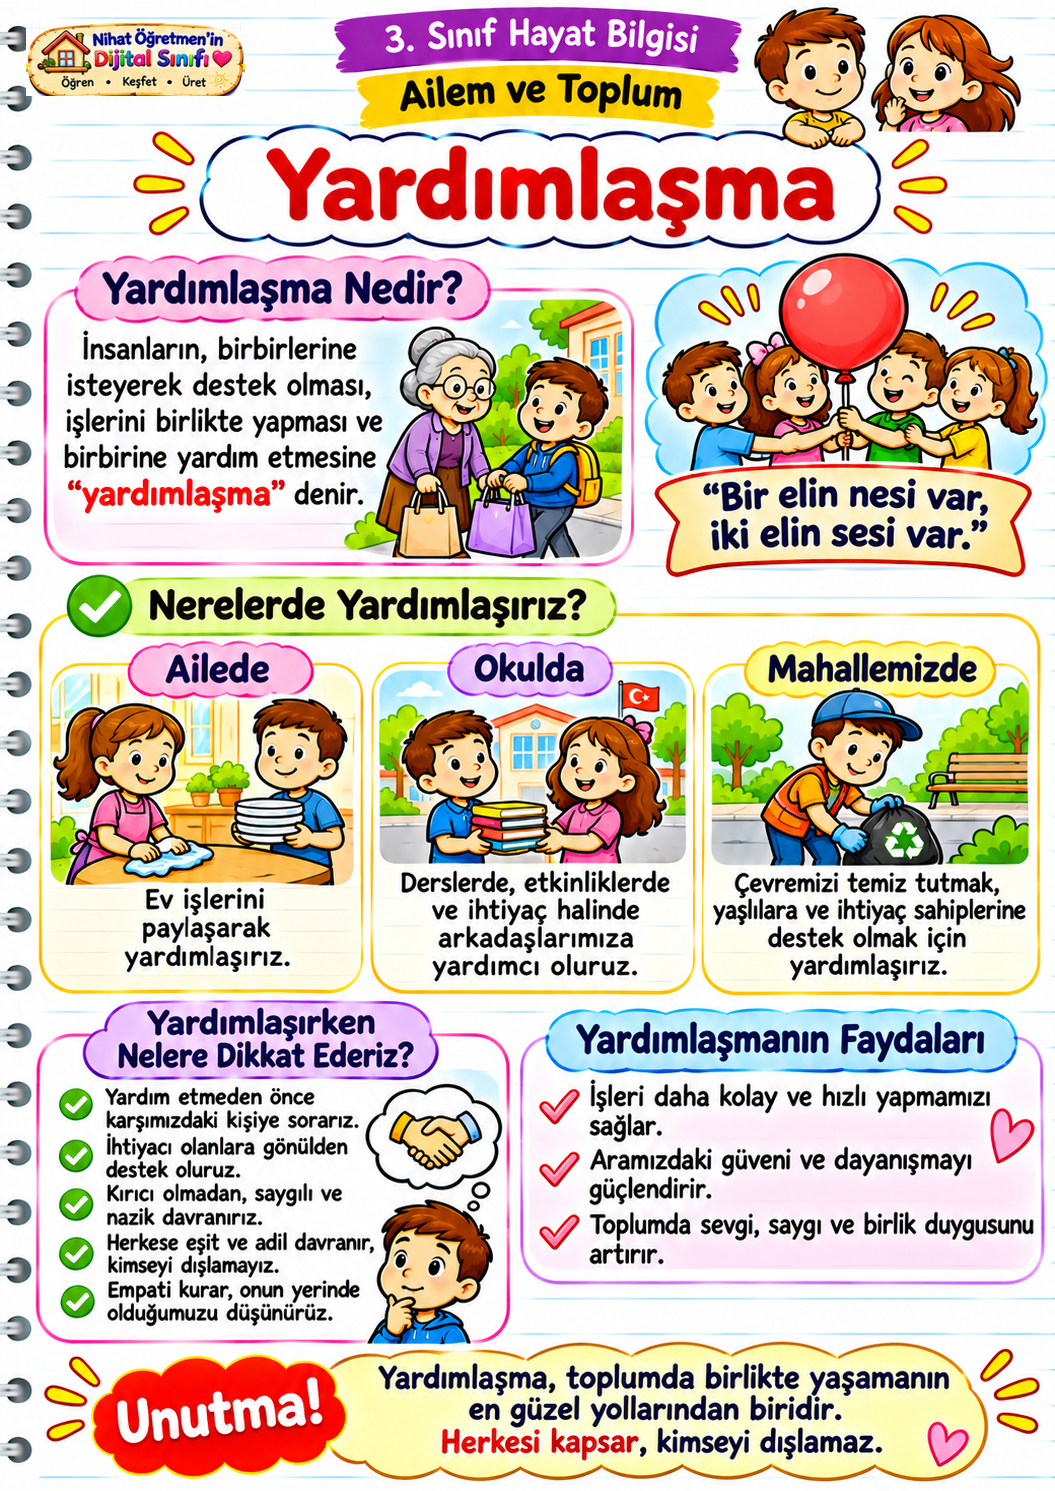 Nihat Öğretmen'in
Dijital Sınıfı
Öğren • Keşfet • Üret
3. Sınıf Hayat Bilgisi
Ailem ve Toplum
Yardımlaşma
Yardımlaşma Nedir?
İnsanların, birbirlerine
isteyerek destek olması,
işlerini birlikte yapması ve
birbirine yardım etmesine
"yardımlaşma" denir.
"Bir elin nesi var,
iki elin sesi var."
Nerelerde Yardımlaşırız?
Ailede
Ev işlerini
paylaşarak
yardımlaşırız.
Okulda
Derslerde, etkinliklerde
ve ihtiyaç halinde
arkadaşlarımıza
yardımcı oluruz.
Mahallemizde
Çevremizi temiz tutmak,
yaşlılara ve ihtiyaç sahiplerine
destek olmak için
yardımlaşırız.
Yardımlaşırken
Nelere Dikkat Ederiz?
Yardım etmeden önce
karşımızdaki kişiye sorarız.
İhtiyacı olanlara gönülden
destek oluruz.
Kırıcı olmadan, saygılı ve
nazik davranırız.
Herkese eşit ve adil davranır,
kimseyi dışlamayız.
Empati kurar, onun yerinde
olduğumuzu düşünürüz.
Yardımlaşmanın Faydaları
İşleri daha kolay ve hızlı yapmamızı
sağlar.
Aramızdaki güveni ve dayanışmayı
güçlendirir.
Toplumda sevgi, saygı ve birlik duygusunu
artırır.
Unutma!
Yardımlaşma, toplumda birlikte yaşamanın
en güzel yollarından biridir.
Herkesi kapsar, kimseyi dışlamaz.